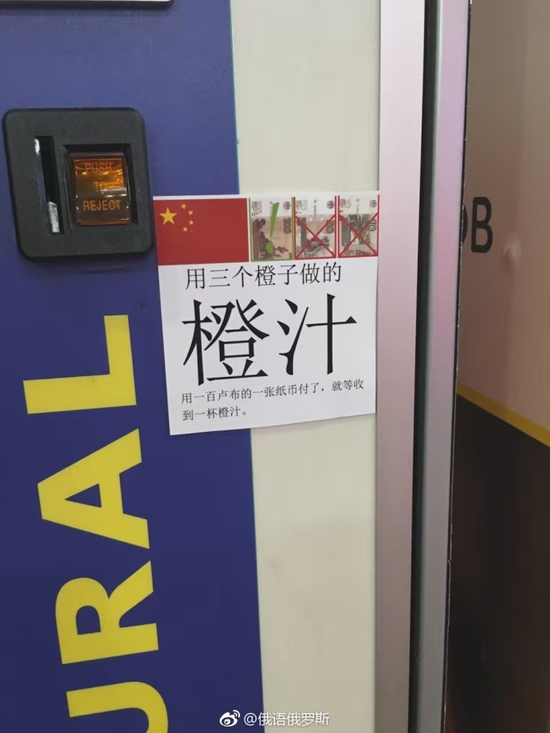 PUSH
TO
REJECT
用三个橙子做的
橙汁
用一百卢布的一张纸币付了，就等收
到一杯橙汁。
URAL
ОВ
@俄语俄罗斯